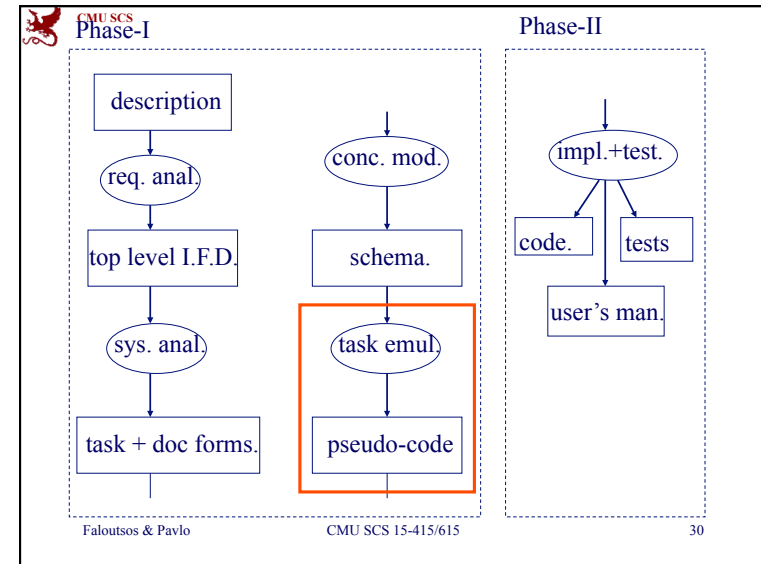 CMU SCS
Phase-I
description
req. anal.
top level I.F.D.
sys. anal.
task + doc forms.
conc. mod.
schema.
task emul.
pseudo-code
Phase-II
impl.+test.
code.
tests
user’s man.
Faloutsos & Pavlo
CMU SCS 15-415/615
30